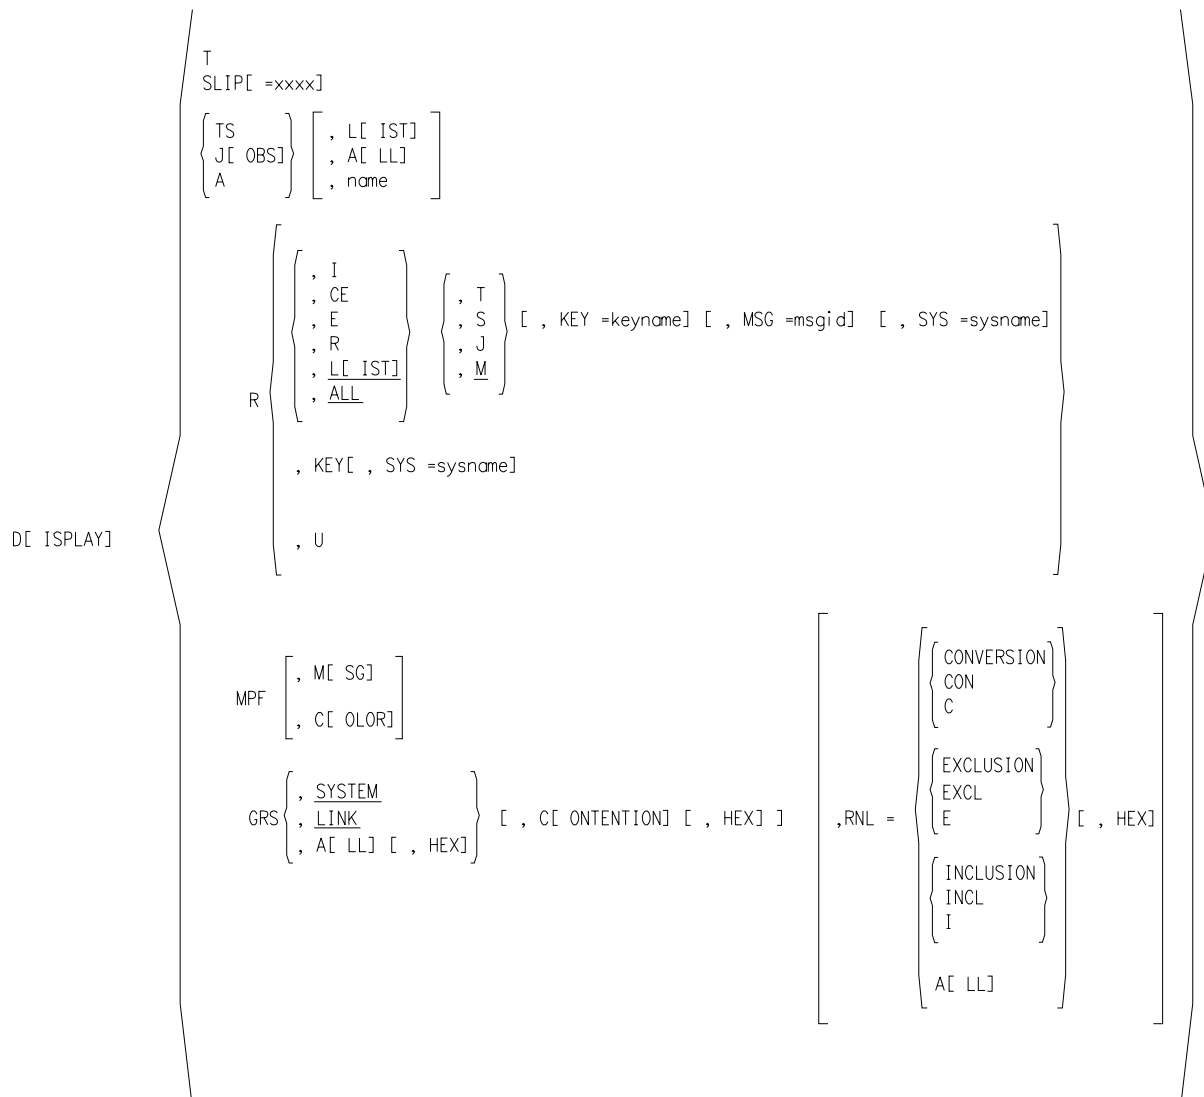 T
SLIP[ =xxxx]
TS
J[ OBS]
A
, L[ IST]
, A[ LL]
, name
R
, I
, CE
, E
, R
, L[ IST]
, ALL
, T
, S
, J
, M
[ , KEY =keyname] [ , MSG =msgid] [ , SYS =sysname]
, KEY[ , SYS =sysname]
, U
D[ ISPLAY]
MPF
, M[ SG]
, C[ OLOR]
GRS
, SYSTEM
, LINK
, A[ LL] [ , HEX]
[ , C[ ONTENTION] [ , HEX] ]
,RNL =
CONVERSION
CON
C
EXCLUSION
EXCL
E
INCLUSION
INCL
I
A[ LL]
[ , HEX]